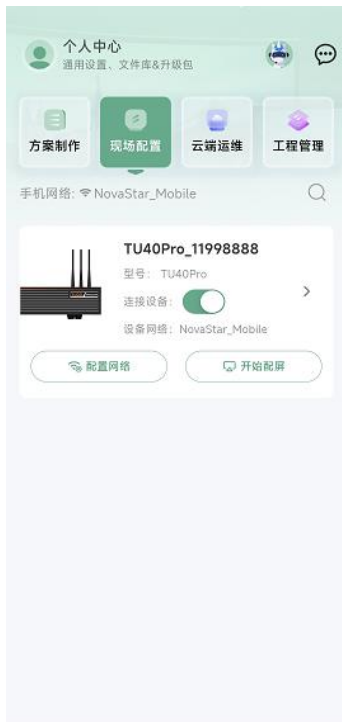 个人中心
通用设置、文件库&升级包
方案制作
现场配置
云端运维
工程管理
手机网络: NovaStar_Mobile
TU40Pro_11998888
型号: TU40Pro
连接设备:
设备网络: NovaStar_Mobile
配置网络
开始配屏